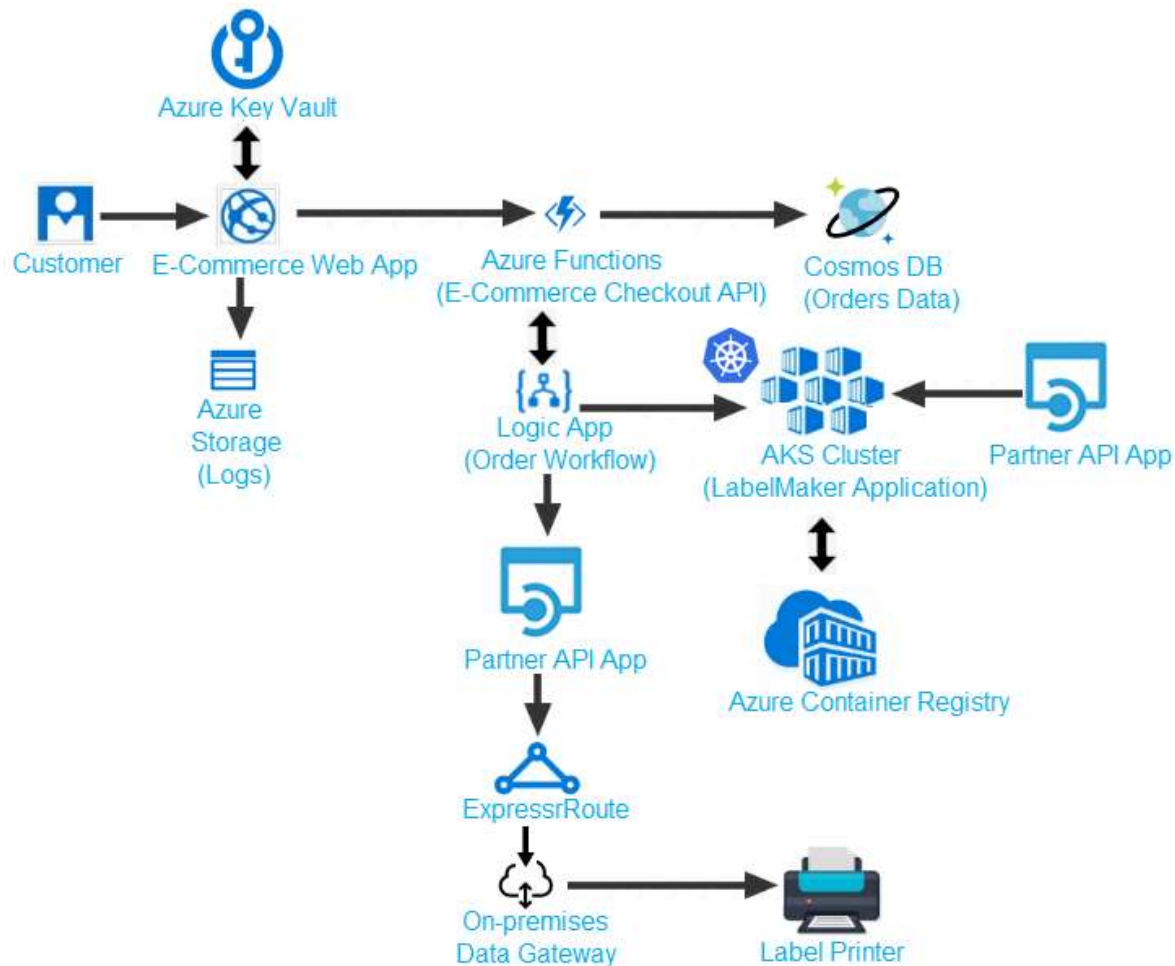 Azure Key Vault
Customer
E-Commerce Web App
Azure Functions
(E-Commerce Checkout API)
Cosmos DB
(Orders Data)
Azure
Storage
(Logs)
Logic App
(Order Workflow)
AKS Cluster
(LabelMaker Application)
Partner API App
Partner API App
Azure Container Registry
ExpressrRoute
On-premises
Data Gateway
Label Printer